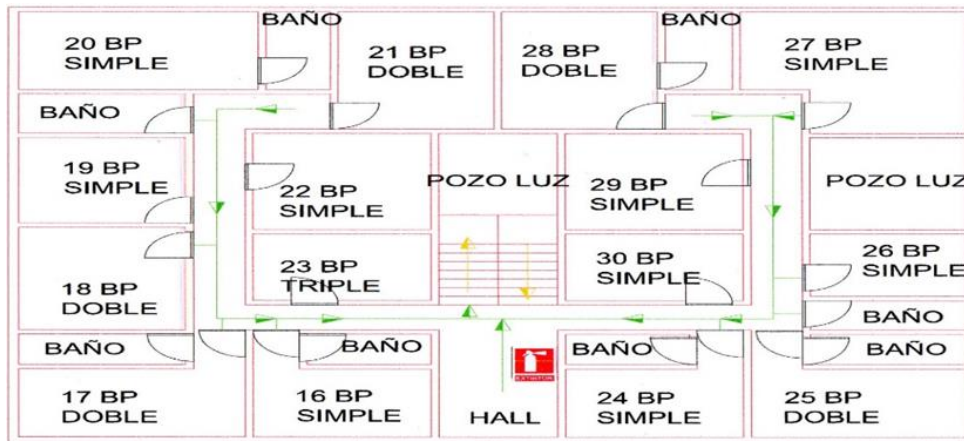 BAÑO
BAÑO
20 BP
SIMPLE
21 BP
DOBLE
28 BP
DOBLE
27 BP
SIMPLE
BAÑO
19 BP
SIMPLE
22 BP
SIMPLE
POZO LUZ
29 BP
SIMPLE
POZO LUZ
18 BP
DOBLE
23 BP
TRIPLE
30 BP
SIMPLE
26 BP
SIMPLE
BAÑO
BAÑO
BAÑO
BAÑO
BAÑO
EXTINTOR
17 BP
DOBLE
16 BP
SIMPLE
HALL
24 BP
SIMPLE
25 BP
DOBLE